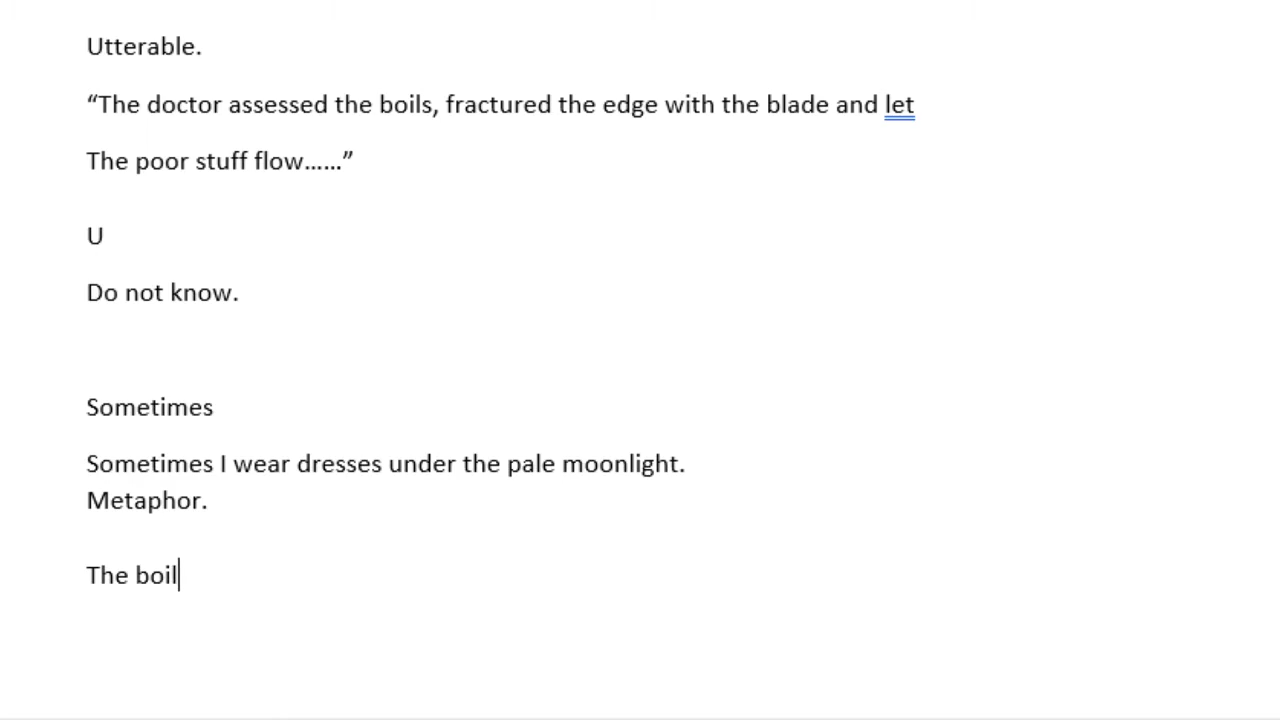 Utterable.
“The doctor assessed the boils, fractured the edge with the blade and let
The poor stuff flow……”
U
Do not know.
Sometimes
Sometimes I wear dresses under the pale moonlight.
Metaphor.
The boil